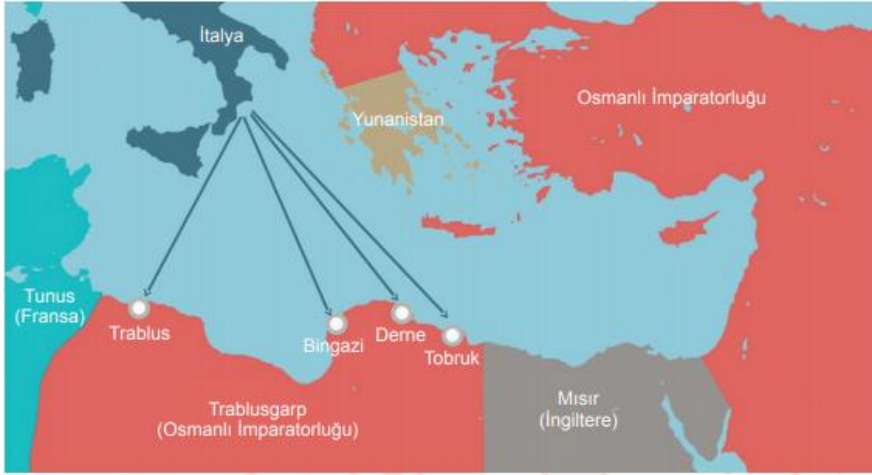 İtalya
Yunanistan
Osmanlı İmparatorluğu
Tunus
(Fransa)
Trablus
Bingazi
Derne
Tobruk
Trablusgarp
(Osmanlı İmparatorluğu)
Mısır
(İngiltere)